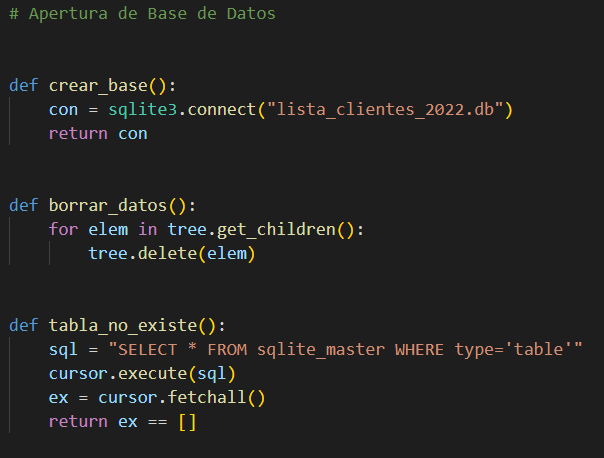 # Apertura de Base de Datos
def crear_base():
    con = sqlite3.connect("lista_clientes_2022.db")
    return con
def borrar_datos():
    for elem in tree.get_children():
        tree.delete(elem)
def tabla_no_existe():
    sql = "SELECT * FROM sqlite_master WHERE type='table'"
    cursor.execute(sql)
    ex = cursor.fetchall()
    return ex == []